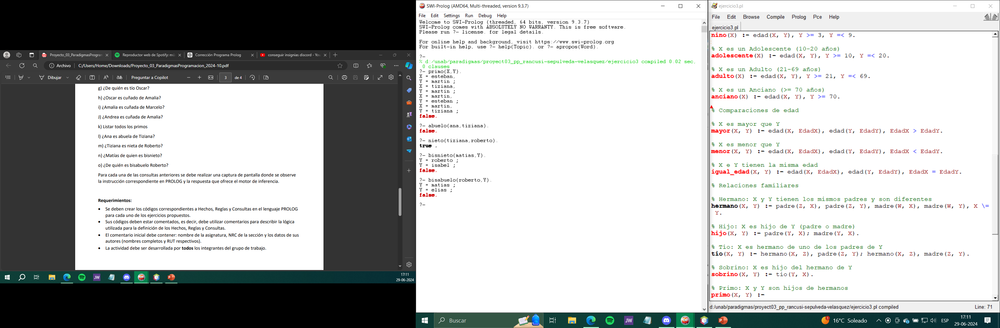 Proyecto_03_ParadigmasProgran
Reproductor web de Spotify: mú
Corrección Programa Prolog
conseguir insignias discord - You
Archivo
C:/Users/Home/Downloads/Proyecto_03_ParadigmasProgramacion_2024-10.pdf
Dibujar
Preguntar a Copilot
3
de 4
g) ¿De quién es tío Oscar?
h) ¿Oscar es cuñado de Amalia?
i) ¿Amalia es cuñada de Marcelo?
J) ¿Andrea es cuñada de Amalia?
k) Listar todos los primos
l) ¿Ana es abuela de Tiziana?
m) ¿Tiziana es nieta de Roberto?
n) ¿Matías de quien es bisnieto?
o) ¿De quién es bisabuelo Roberto?
Para cada una de las consultas anteriores se debe realizar una captura de pantalla donde se observe
la instrucción correspondiente en PROLOG y la respuesta que ofrece el motor de inferencia.
Requerimientos:
• Se deben crear los códigos correspondientes a Hechos, Reglas y Consultas en el lenguaje PROLOG
para cada uno de los ejercicios propuestos.
• Sus códigos deben estar comentados, es decir, debe utilizar comentarios para describir la lógica
utilizada para la definición de los Hechos, Reglas y Consultas.
• El comentario inicial debe contener: nombre de la asignatura, NRC de la sección y los datos de sus
autores (nombres completos y RUT respectivos).
• La actividad debe ser desarrollada por todos los integrantes del grupo de trabajo.
JW
17:11
29-06-2024
SWI-Prolog (AMD64, Multi-threaded, version 9.3.7)
File Edit Settings Run Debug Help
Welcome to SWI-Prolog (threaded, 64 bits, version 9.3.7)
SWI-Prolog comes with ABSOLUTELY NO WARRANTY. This is free software.
Please run ?- license. for legal details.
For online help and background, visit https://www.swi-prolog.org
For built-in help, use ?- help(Topic). or ?- apropos(Word).
?-
% d:/unab/paradigmas/proyect03_pp_rancusi-sepulveda-velasquez/ejercicio3 compiled 0.02 sec,
0 clauses
?- primo(X,Y).
X = esteban,
Y = martin ;
X = tiziana,
Y = martin ;
X = martin,
Y = esteban ;
X = martin,
Y = tiziana ;
false.
?- abuelo(ana,tiziana).
false.
?- nieto(tiziana,roberto).
true .
?- bisnieto(matias,Y).
Y = roberto ;
Y = isabel ;
false.
?- bisabuelo(roberto,Y).
Y = matias ;
Y = elias ;
false.
?-
ejercicio3.pl
File Edit Browse Compile Prolog Pce Help
ejercicio3.pl
nino(X) :- edad(X, Y), Y >= 3, Y =< 9.
% X es un Adolescente (10-20 años)
adolescente(X) :- edad(X, Y), Y >= 10, Y =< 20.
% X es un Adulto (21-69 años)
adulto(X) :- edad(X, Y), Y >= 21, Y =< 69.
% X es un Anciano (>= 70 años)
anciano(X) :- edad(X, Y), Y >= 70.
% Comparaciones de edad
% X es mayor que Y
mayor(X, Y) :- edad(X, EdadX), edad(Y, EdadY), EdadX > EdadY.
% X es menor que Y
menor(X, Y) :- edad(X, EdadX), edad(Y, EdadY), EdadX < EdadY.
% X e Y tienen la misma edad
igual_edad(X, Y) :- edad(X, EdadX), edad(Y, EdadY), EdadX = EdadY.
% Relaciones familiares
% Hermano: X y Y tienen los mismos padres y son diferentes
hermano(X, Y) :- padre(Z, X), padre(Z, Y), madre(W, X), madre(W, Y), X \=
Y.
% Hijo: X es hijo de Y (padre o madre)
hijo(X, Y) :- padre(Y, X); madre(Y, X).
% Tío: X es hermano de uno de los padres de Y
tio(X, Y) :- hermano(X, Z), padre(Z, Y); hermano(X, Z), madre(Z, Y).
% Sobrino: X es hijo del hermano de Y
sobrino(X, Y) :- tio(Y, X).
% Primo: X y Y son hijos de hermanos
primo(X, Y) :-
d:/unab/paradigmas/proyect03_pp_rancusi-sepulveda-velasquez/ejercicio3.pl compiled
Line: 71
Buscar
JW
1
16°C Soleado
ESP
17:11
29-06-2024